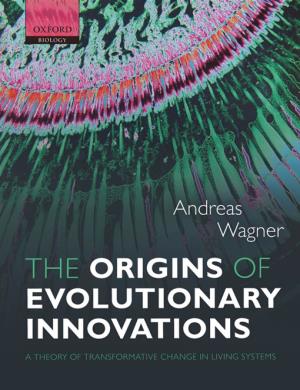 OXFORD
BIOLOGY
Andreas
Wagner
THE ORIGINS OF
EVOLUTIONARY
INNOVATIONS
A THEORY OF TRANSFORMATIVE CHANGE IN LIVING SYSTEMS